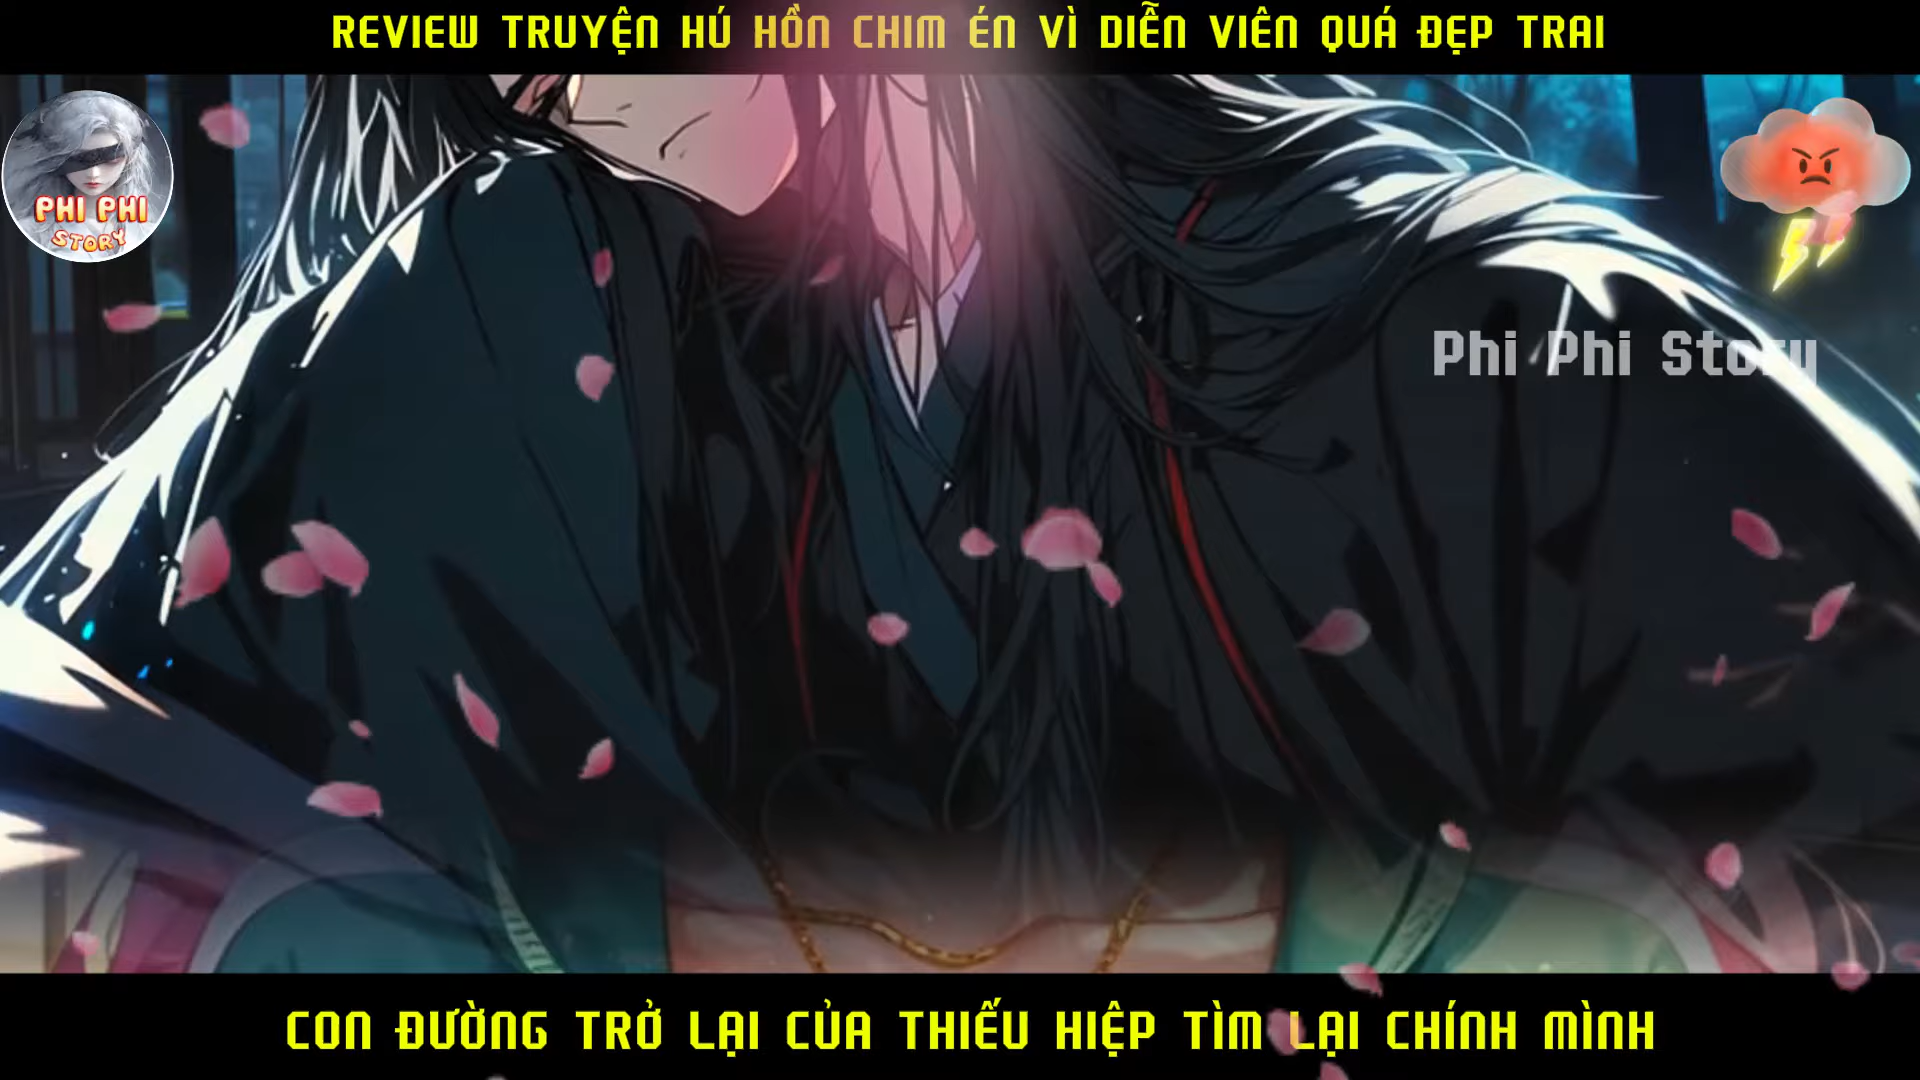 REVIEW TRUYỆN HÚ HỒN CHIM ÉN VÌ DIỄN VIÊN QUÁ ĐẸP TRAI
PHI PHI
STORY
Phi Phi Story
CON ĐƯỜNG TRỞ LẠI CỦA THIẾU HIỆP TÌM LẠI CHÍNH MÌNH